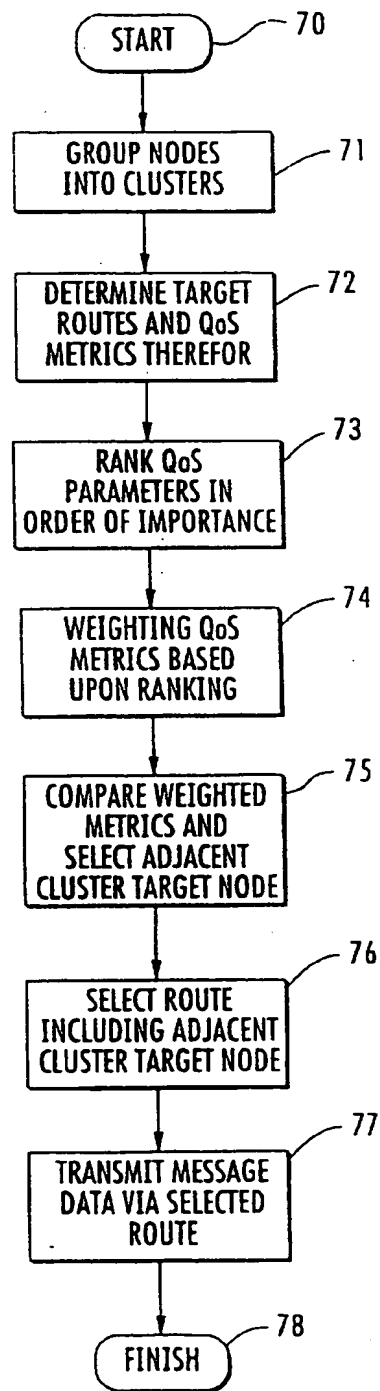 START
70
GROUP NODES
INTO CLUSTERS
71
DETERMINE TARGET
ROUTES AND QoS
METRICS THEREFOR
72
RANK QoS
PARAMETERS IN
ORDER OF IMPORTANCE
73
WEIGHTING QoS
METRICS BASED
UPON RANKING
74
COMPARE WEIGHTED
METRICS AND
SELECT ADJACENT
CLUSTER TARGET NODE
75
SELECT ROUTE
INCLUDING ADJACENT
CLUSTER TARGET NODE
76
TRANSMIT MESSAGE
DATA VIA SELECTED
ROUTE
77
FINISH
78